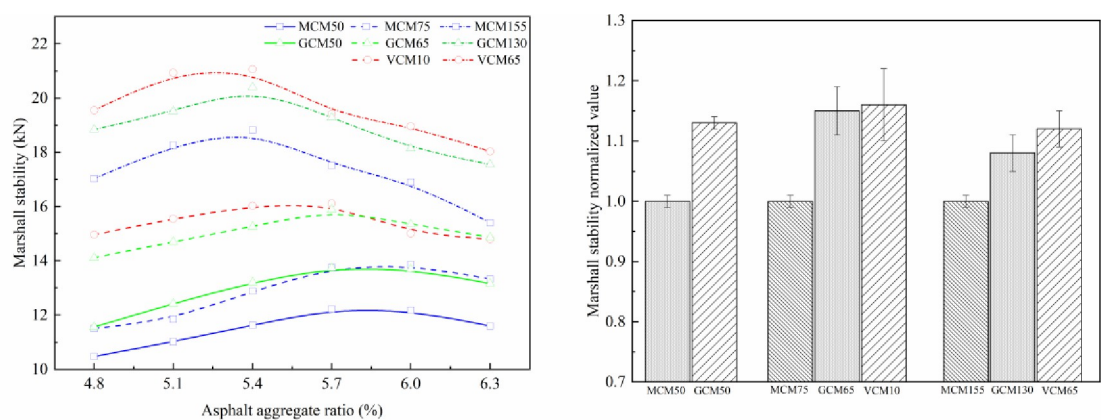 MCM50 MCM75 MCM155
GCM50 GCM65 GCM130
VCM10 VCM65
22
20
18
16
14
12
10
4.8 5.1 5.4 5.7 6.0 6.3
Asphalt aggregate ratio (%)
Marshall stability (kN)
1.3
1.2
1.1
1.0
0.9
0.8
0.7
MCM50 GCM50 MCM75 GCM65 VCM10 MCM155 GCM130 VCM65
Marshall stability normalized value